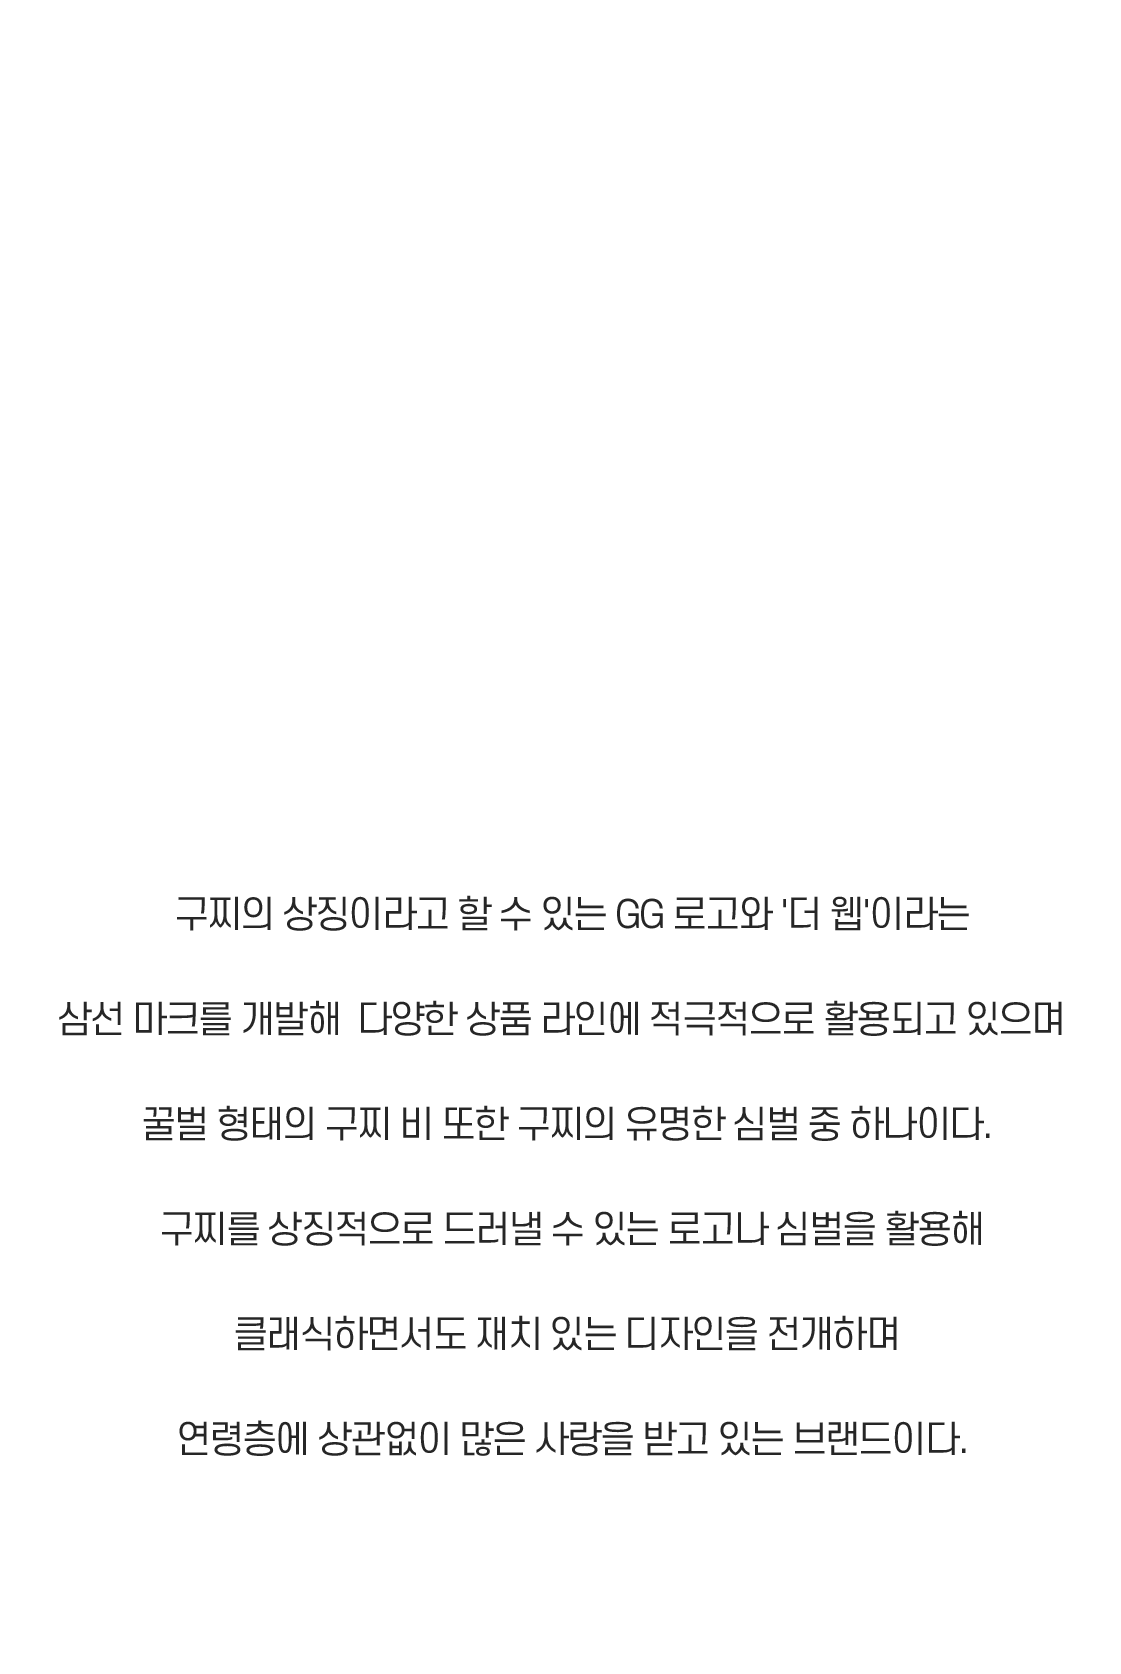 구찌의 상징이라고 할 수 있는 GG 로고와 '더 웹'이라는
삼선 마크를 개발해  다양한 상품 라인에 적극적으로 활용되고 있으며
꿀벌 형태의 구찌 비 또한 구찌의 유명한 심벌 중 하나이다.
구찌를 상징적으로 드러낼 수 있는 로고나 심벌을 활용해
클래식하면서도 재치 있는 디자인을 전개하며
연령층에 상관없이 많은 사랑을 받고 있는 브랜드이다.